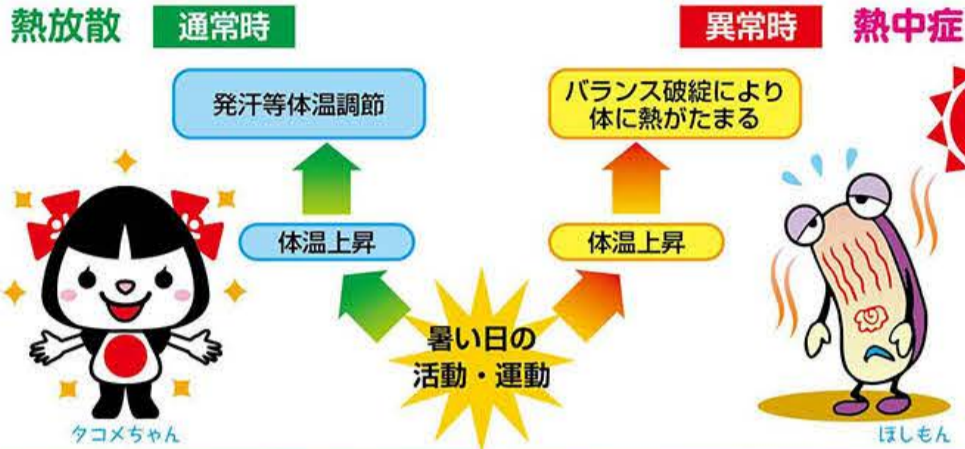 熱放散 通常時
異常時 熱中症
発汗等体温調節
バランス破綻により
体に熱がたまる
体温上昇
体温上昇
暑い日の
活動・運動
タコメちゃん
ほしもん